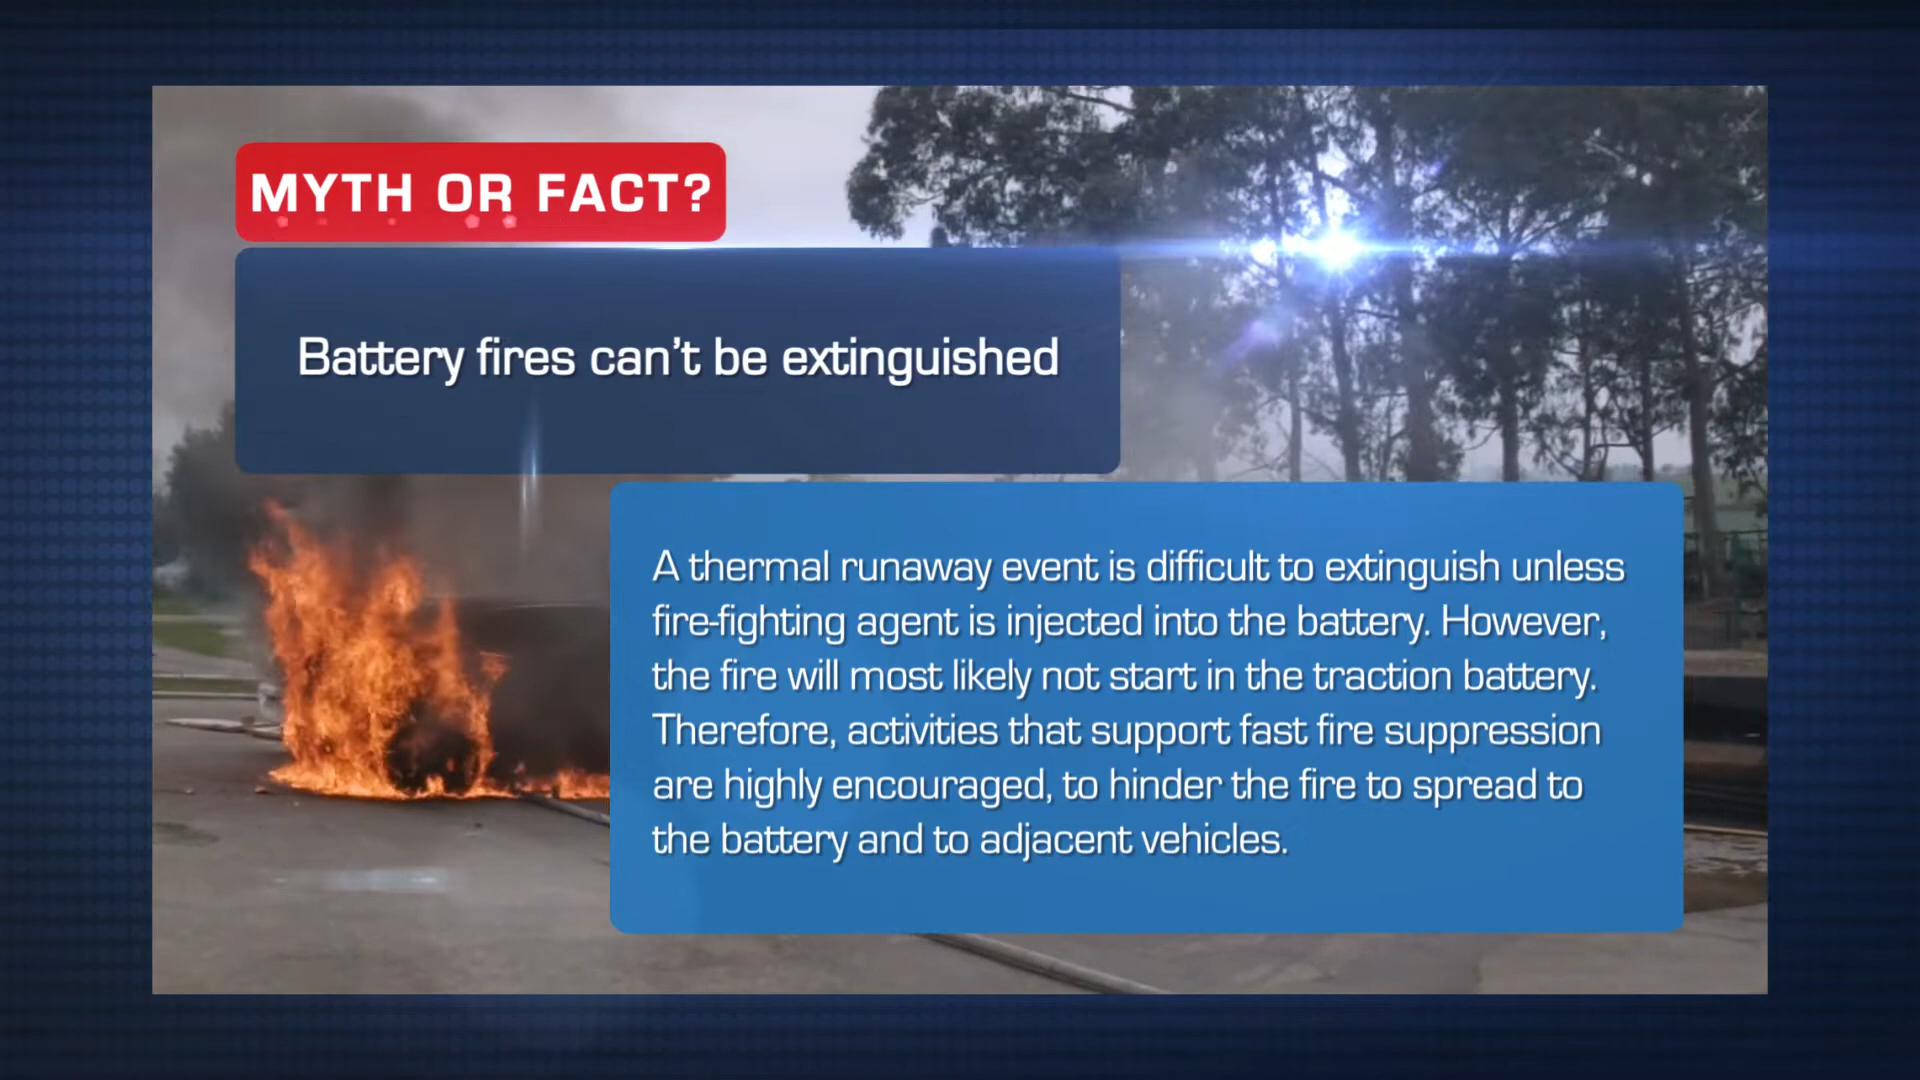 MYTH OR FACT?
Battery fires can't be extinguished
A thermal runaway event is difficult to extinguish unless
fire-fighting agent is injected into the battery. However,
the fire will most likely not start in the traction battery.
Therefore, activities that support fast fire suppression
are highly encouraged, to hinder the fire to spread to
the battery and to adjacent vehicles.